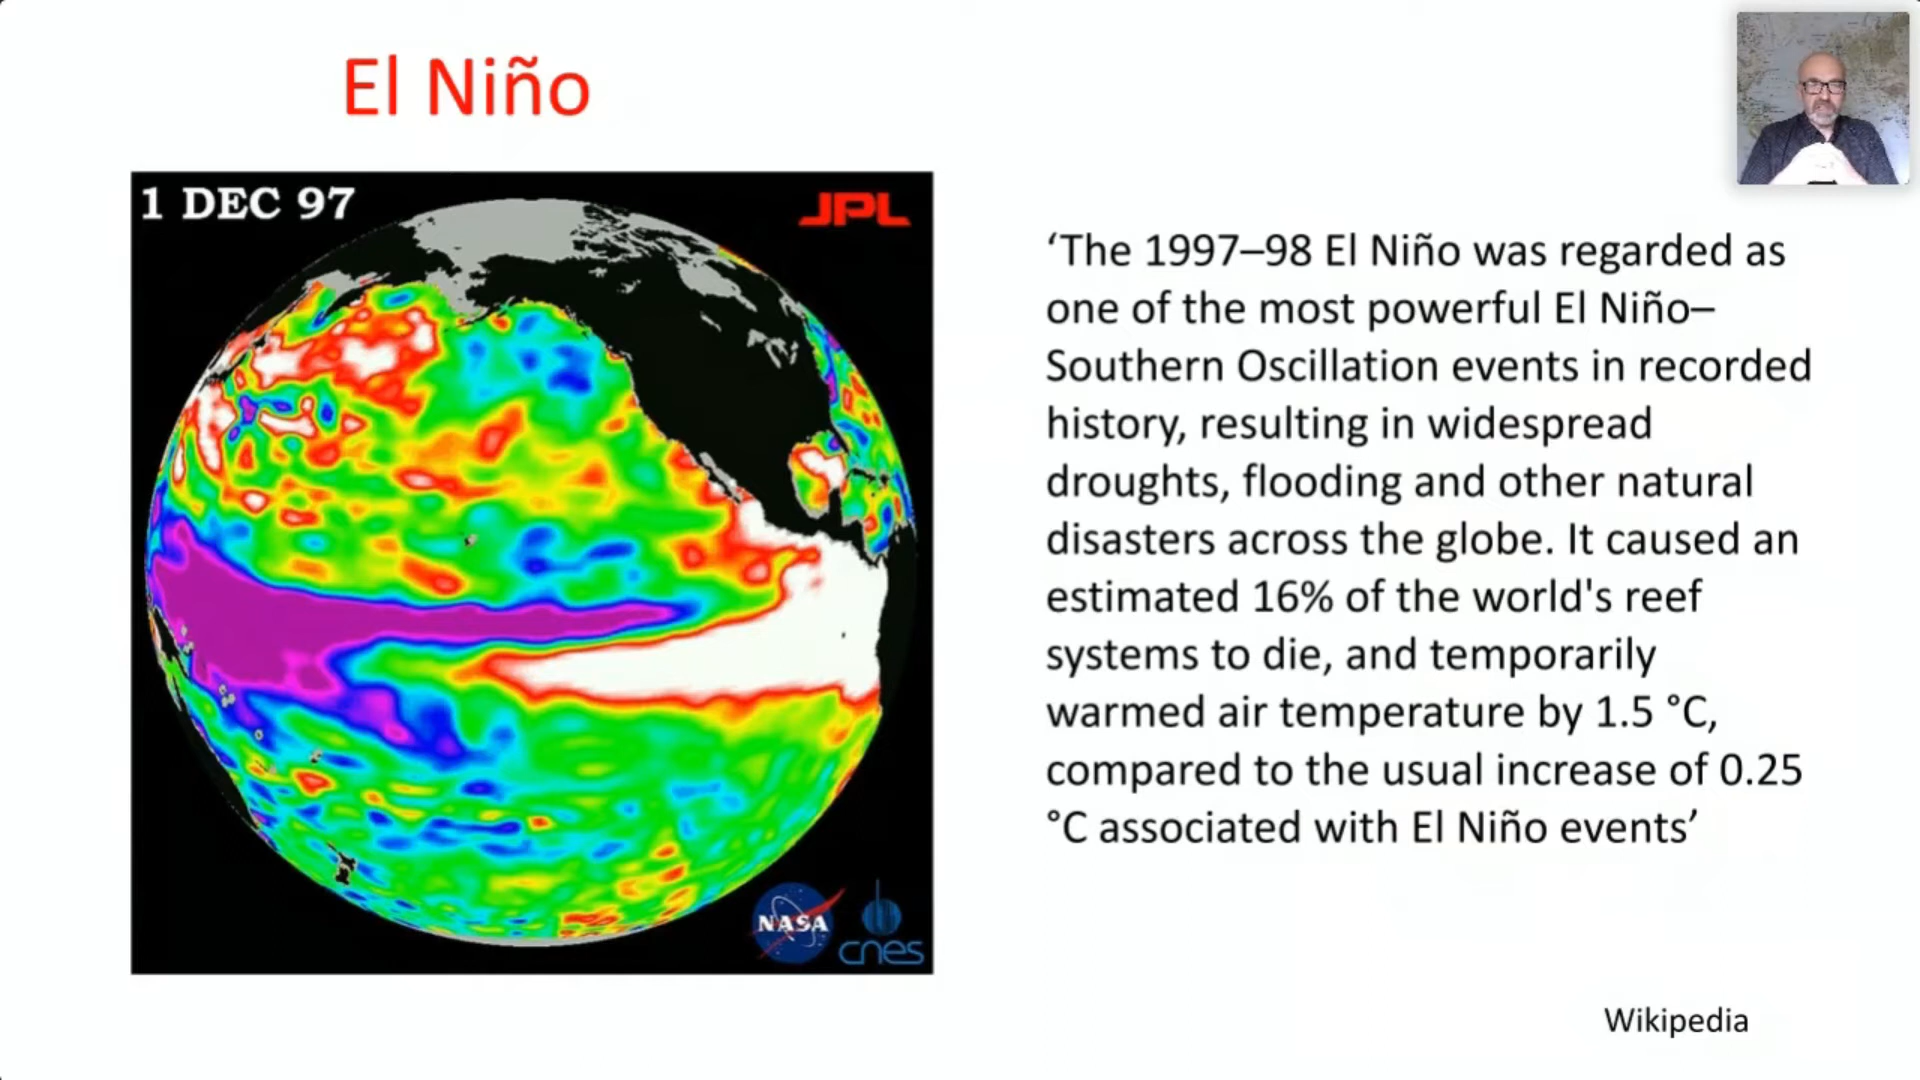 El Niño
1 DEC 97
JPL
‘The 1997–98 El Niño was regarded as
one of the most powerful El Niño–
Southern Oscillation events in recorded
history, resulting in widespread
droughts, flooding and other natural
disasters across the globe. It caused an
estimated 16% of the world's reef
systems to die, and temporarily
warmed air temperature by 1.5 °C,
compared to the usual increase of 0.25
°C associated with El Niño events’
NASA
cnes
Wikipedia